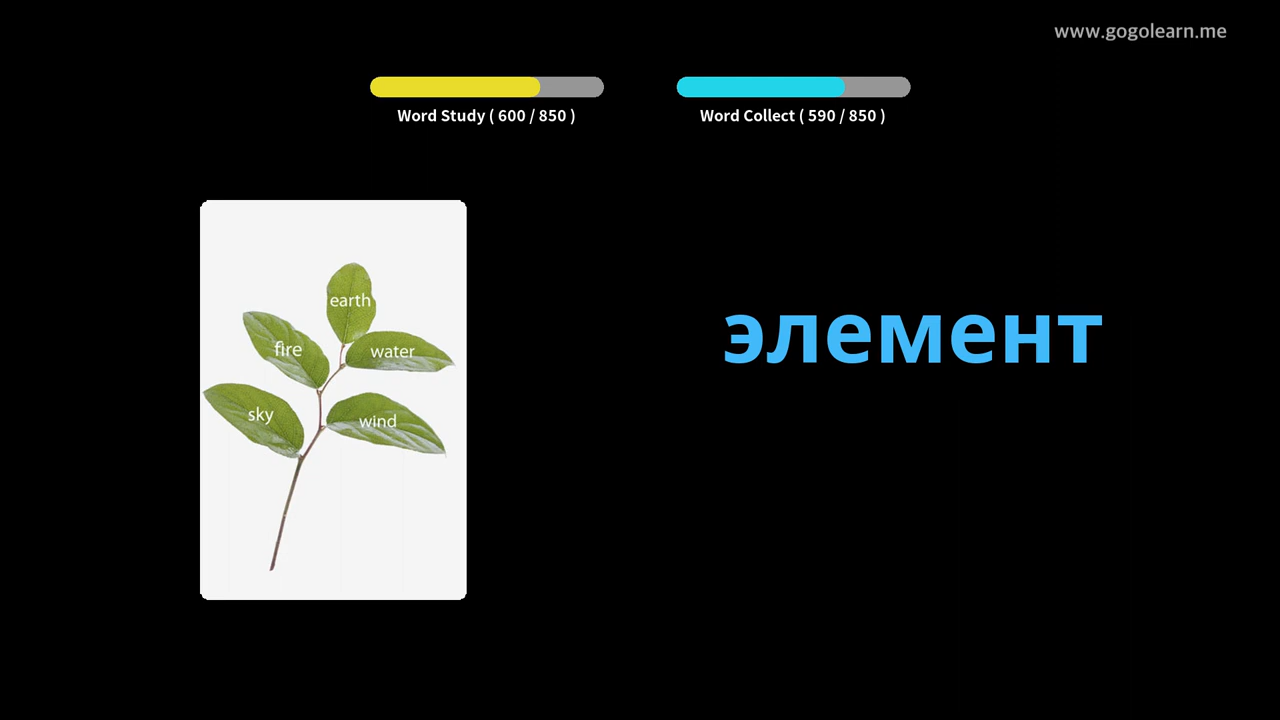 www.gogolearn.me
Word Study ( 600 / 850 )
Word Collect ( 590 / 850 )
earth
fire
water
sky
wind
элемент